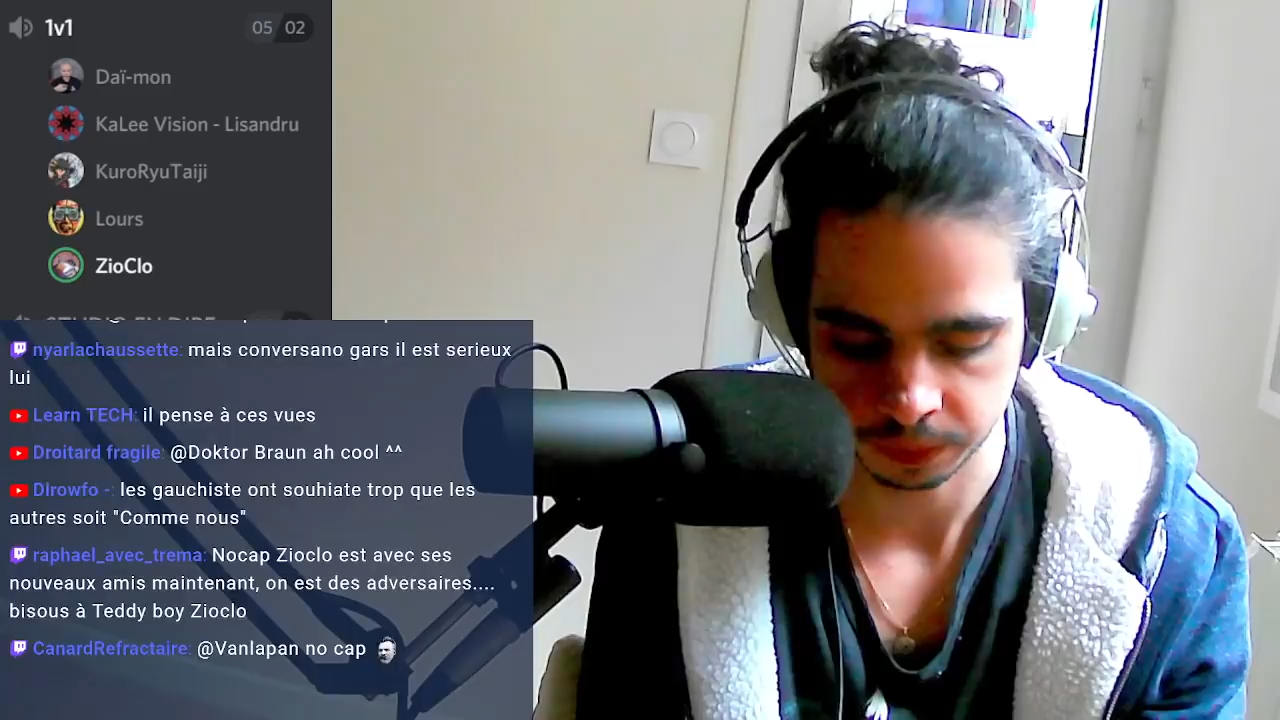 1v1
05 02
Daï-mon
KaLee Vision - Lisandru
KuroRyuTaiji
Lours
ZioClo
nyarlachaussette: mais conversano gars il est serieux
lui
Learn TECH: il pense à ces vues
Droitard fragile: @Doktor Braun ah cool ^^
Dlrowfo -: les gauchiste ont souhiate trop que les
autres soit "Comme nous"
raphael_avec_trema: Nocap Zioclo est avec ses
nouveaux amis maintenant, on est des adversaires....
bisous à Teddy boy Zioclo
CanardRefractaire: @Vanlapan no cap